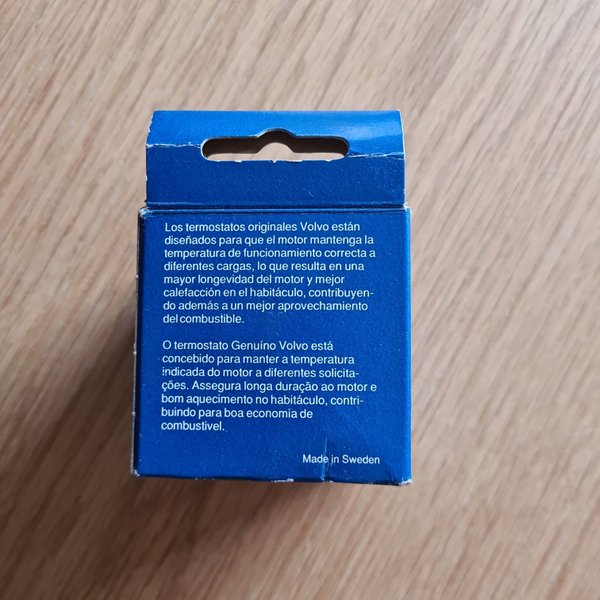 Los termostatos originales Volvo están
diseñados para que el motor mantenga la
temperatura de funcionamiento correcta a
diferentes cargas, lo que resulta en una
mayor longevidad del motor y mejor
calefacción en el habitáculo, contribuyen-
do además a un mejor aprovechamiento
del combustible.
O termostato Genuíno Volvo está
concebido para manter a temperatura
indicada do motor a diferentes solicita-
ções. Assegura longa duração ao motor e
bom aquecimento no habitáculo, contri-
buindo para boa economia de
combustível.
Made in Sweden